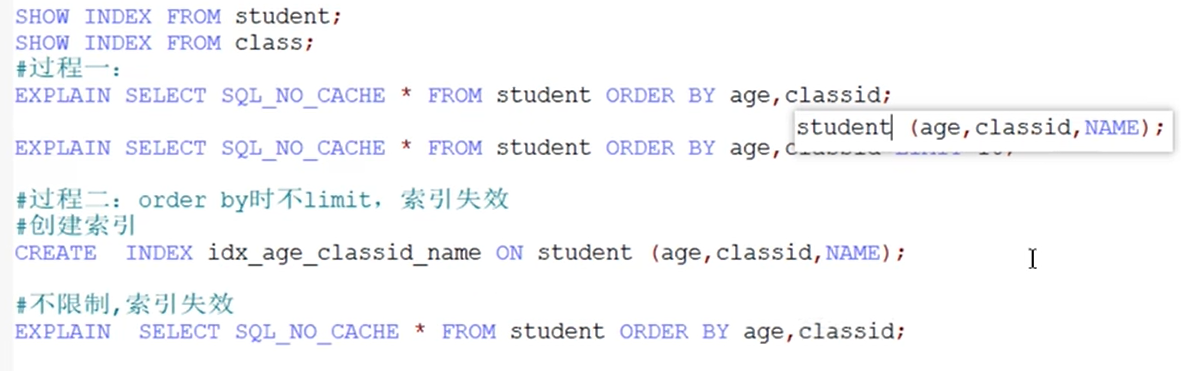 SHOW INDEX FROM student;
SHOW INDEX FROM class;
#过程一：
EXPLAIN SELECT SQL_NO_CACHE * FROM student ORDER BY age,classid;
student (age,classid,NAME);
EXPLAIN SELECT SQL_NO_CACHE * FROM student ORDER BY age,
#过程二：order by时不limit，索引失效
#创建索引
CREATE  INDEX idx_age_classid_name ON student (age,classid,NAME);
#不限制,索引失效
EXPLAIN  SELECT SQL_NO_CACHE * FROM student ORDER BY age,classid;